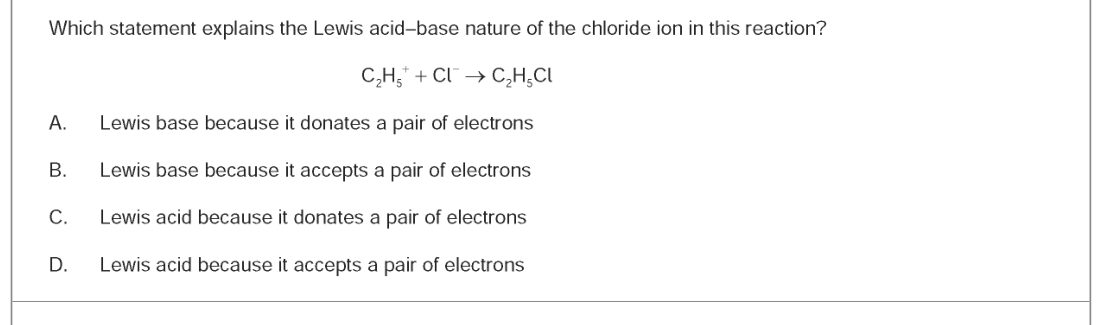 Which statement explains the Lewis acid–base nature of the chloride ion in this reaction?
C₂H₅⁺ + Cl⁻ → C₂H₅Cl
A. Lewis base because it donates a pair of electrons
B. Lewis base because it accepts a pair of electrons
C. Lewis acid because it donates a pair of electrons
D. Lewis acid because it accepts a pair of electrons